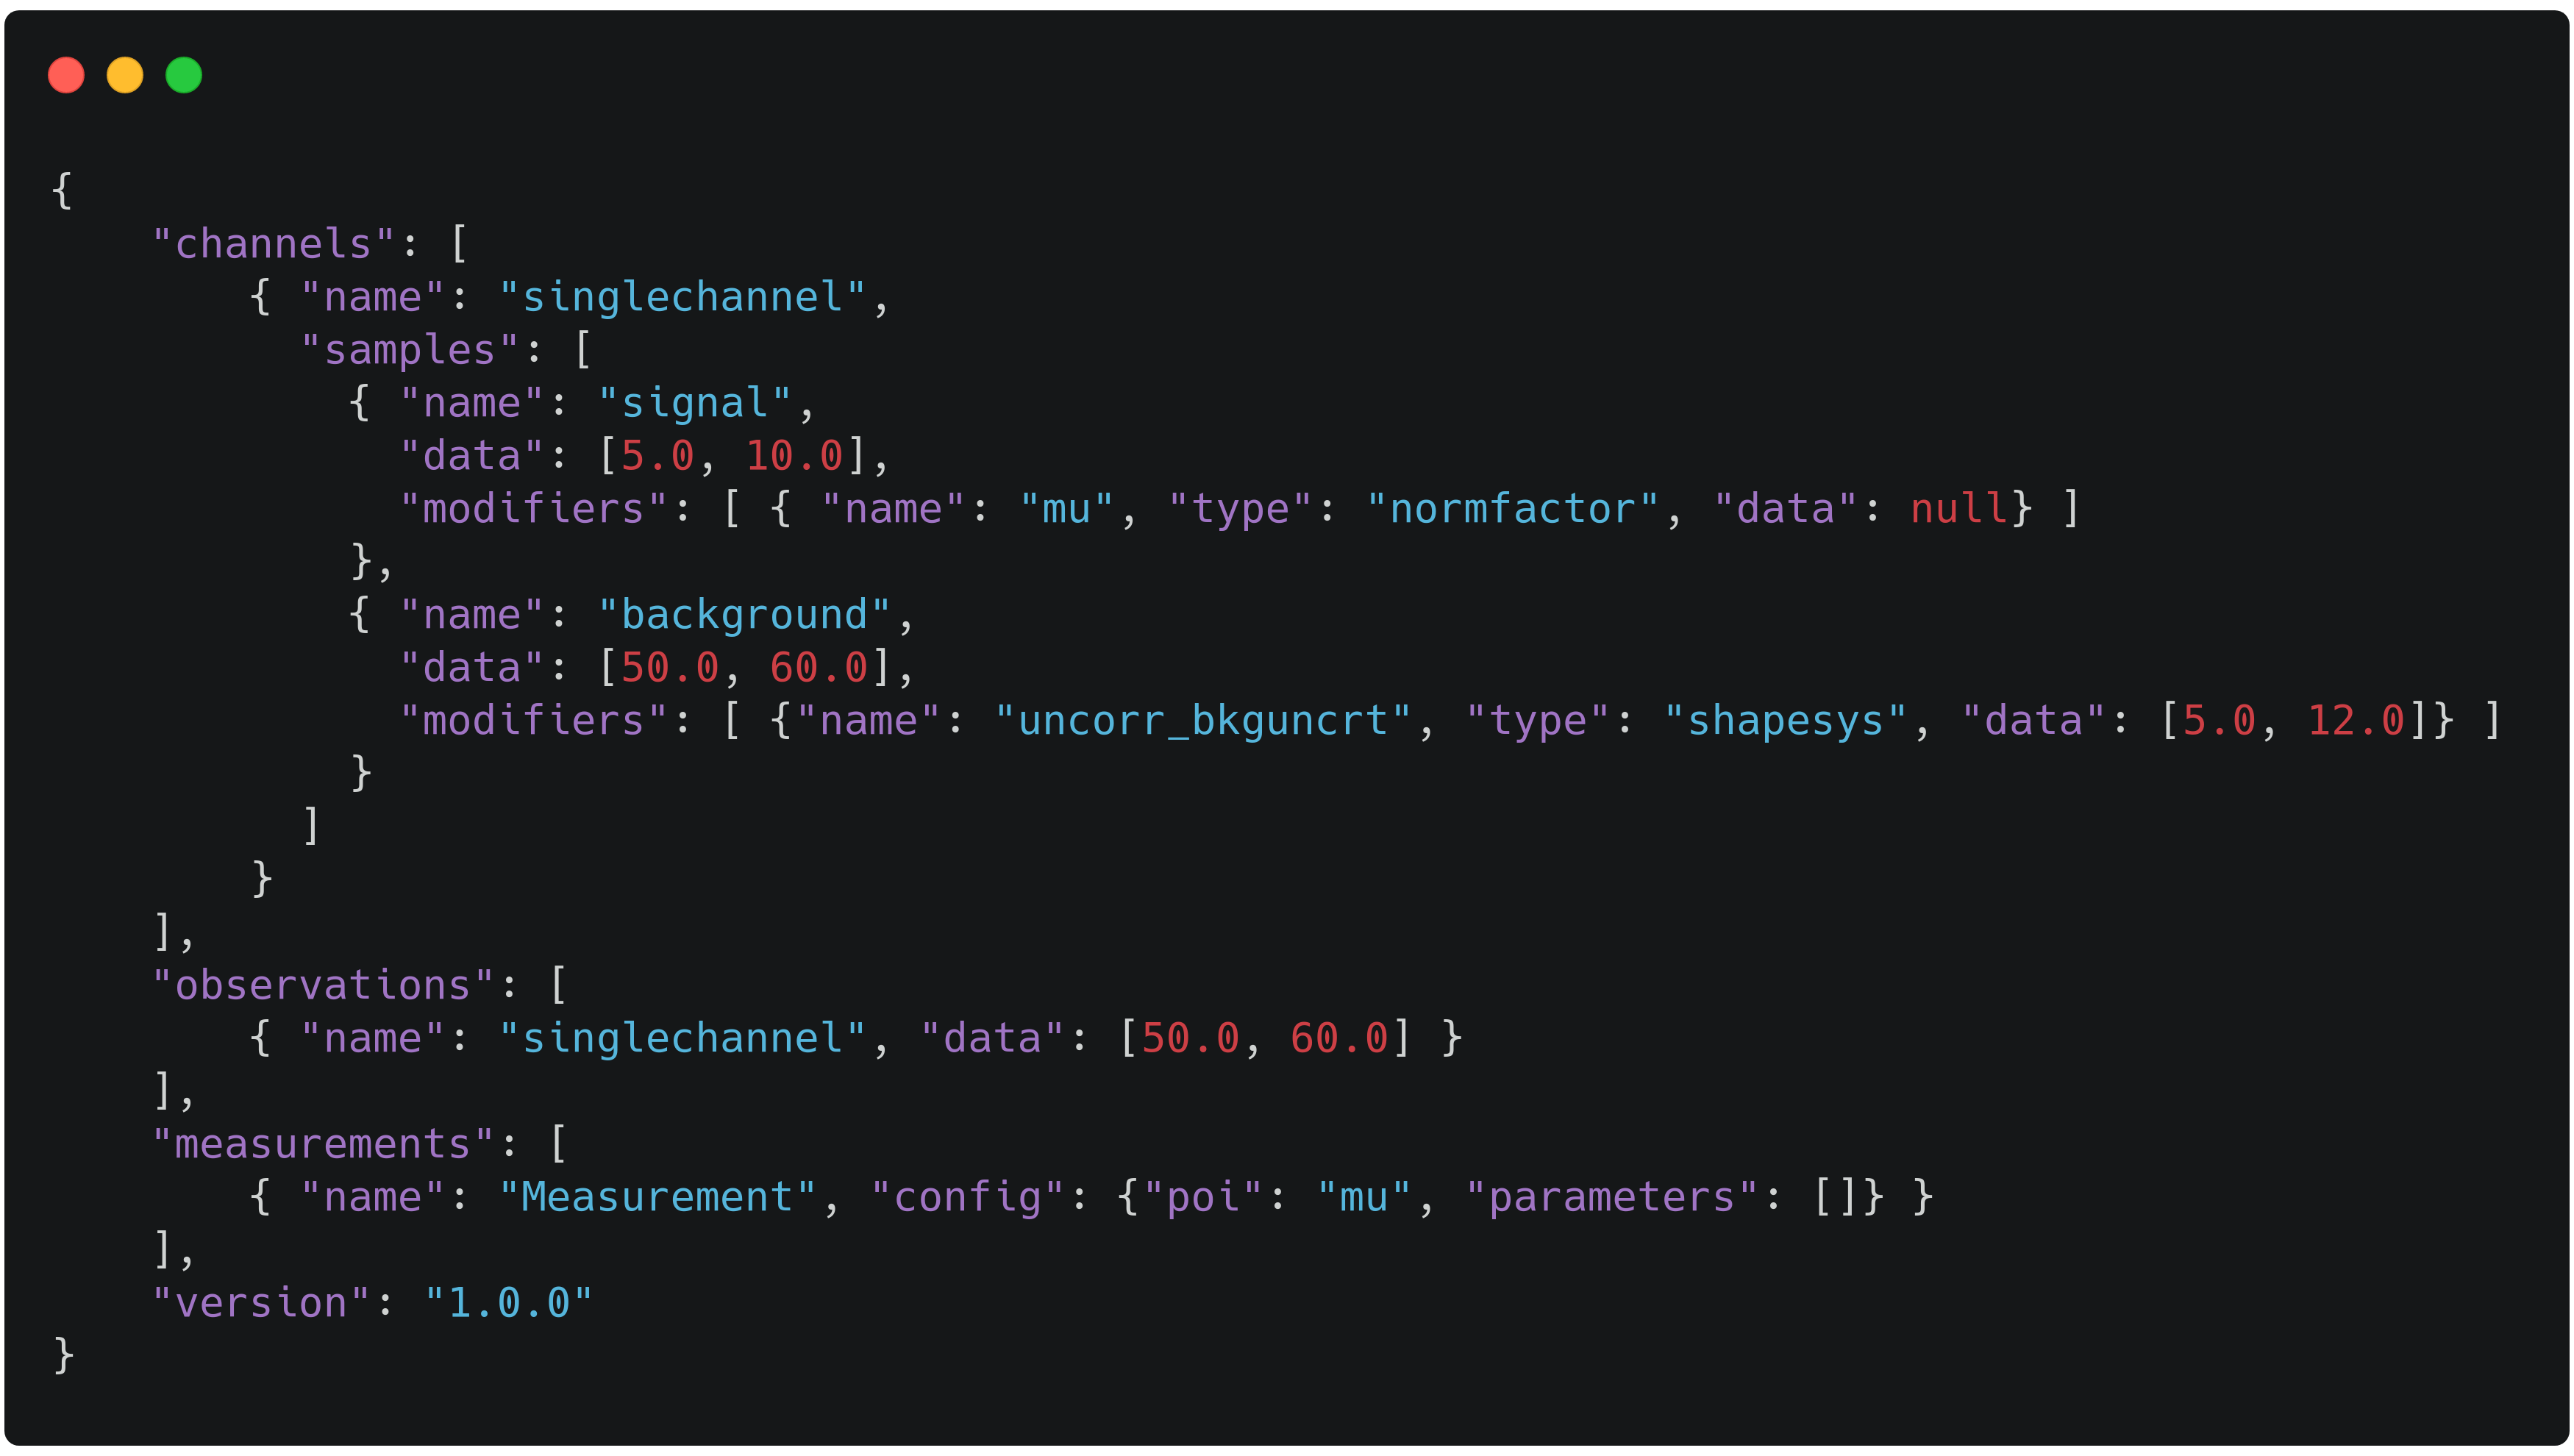 {
    "channels": [
        { "name": "singlechannel",
          "samples": [
            { "name": "signal",
              "data": [5.0, 10.0],
              "modifiers": [ { "name": "mu", "type": "normfactor", "data": null} ]
            },
            { "name": "background",
              "data": [50.0, 60.0],
              "modifiers": [ {"name": "uncorr_bkguncrt", "type": "shapesys", "data": [5.0, 12.0]} ]
            }
          ]
        }
    ],
    "observations": [
        { "name": "singlechannel", "data": [50.0, 60.0] }
    ],
    "measurements": [
        { "name": "Measurement", "config": {"poi": "mu", "parameters": []} }
    ],
    "version": "1.0.0"
}